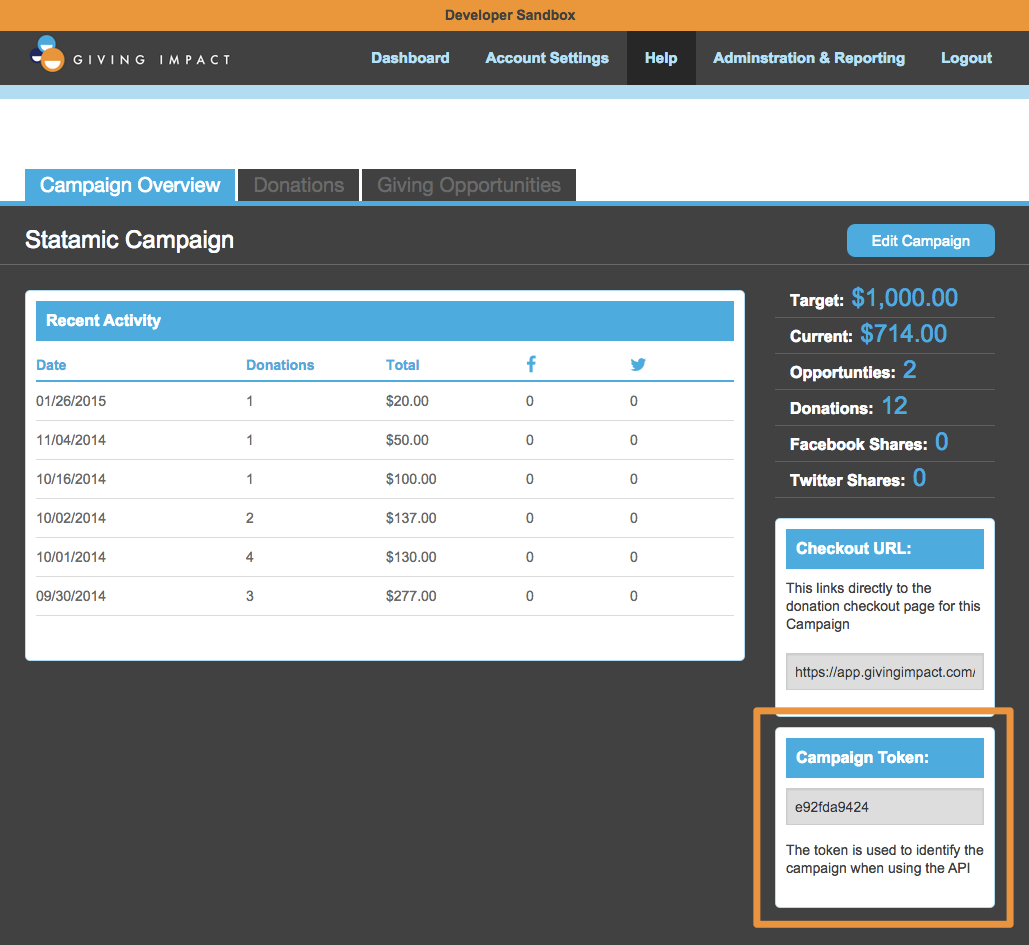 Developer Sandbox
GIVING IMPACT
Dashboard Account Settings Help Adminstration & Reporting Logout
Campaign Overview Donations Giving Opportunities
Statamic Campaign
Edit Campaign
Recent Activity
Date Donations Total
01/26/2015 1 $20.00 0 0
11/04/2014 1 $50.00 0 0
10/16/2014 1 $100.00 0 0
10/02/2014 2 $137.00 0 0
10/01/2014 4 $130.00 0 0
09/30/2014 3 $277.00 0 0
Target: $1,000.00
Current: $714.00
Opportunties: 2
Donations: 12
Facebook Shares: 0
Twitter Shares: 0
Checkout URL:
This links directly to the
donation checkout page for this
Campaign
https://app.givingimpact.com/
Campaign Token:
e92fda9424
The token is used to identify the
campaign when using the API